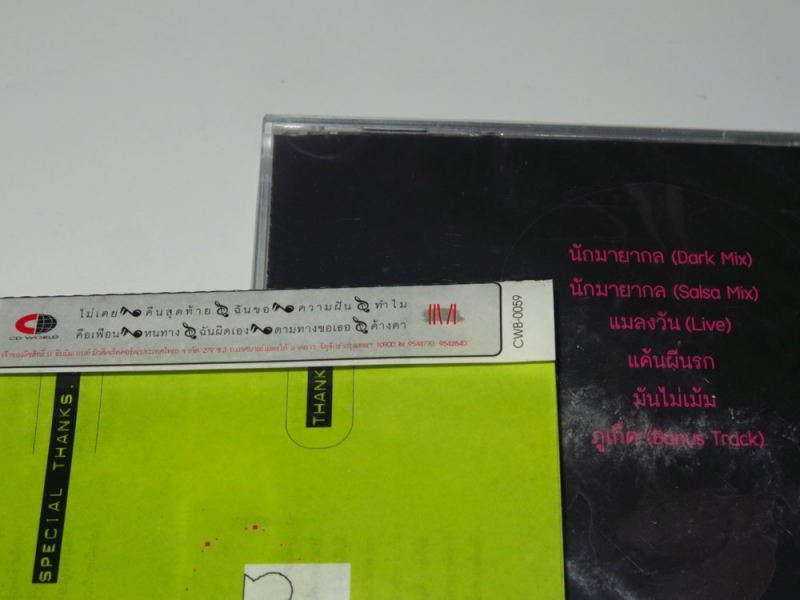 นักมายากล (Dark Mix)
นักมายากล (Salsa Mix)
แมลงวัน (Live)
แค้นผีนรก
มันไม่เม้ม
ภูเก็ต (Bonus Track)
ไม่เคย คืนสุดท้าย ฉันขอ ความฝัน ทำไม
คือเพื่อน หนทาง ฉันผิดเอง ตามทางของเธอ ค้างคา
CD WORLD
CWB-0059
SPECIAL THANKS.
THANK